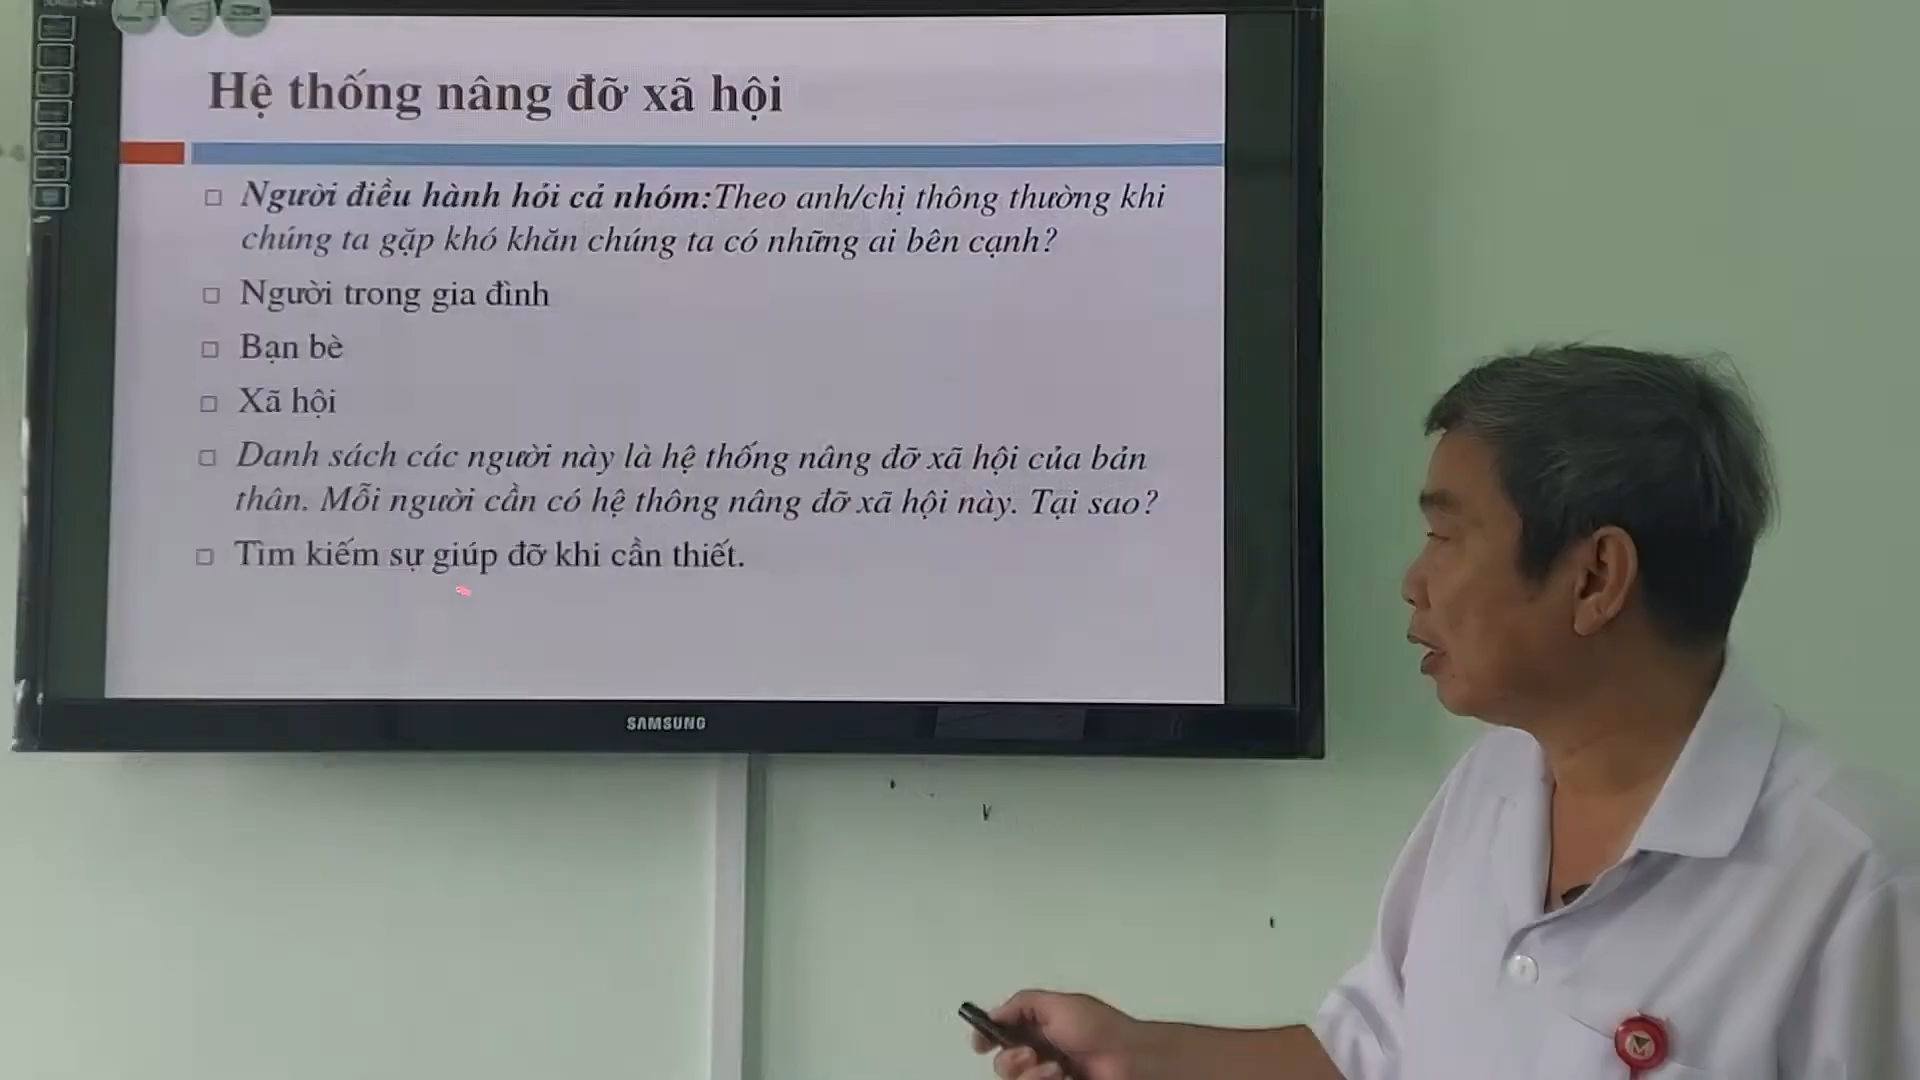 Hệ thống nâng đỡ xã hội
Người điều hành hỏi cả nhóm:Theo anh/chị thông thường khi
chúng ta gặp khó khăn chúng ta có những ai bên cạnh?
Người trong gia đình
Bạn bè
Xã hội
Danh sách các người này là hệ thống nâng đỡ xã hội của bản
thân. Mỗi người cần có hệ thông nâng đỡ xã hội này. Tại sao?
Tìm kiếm sự giúp đỡ khi cần thiết.
SAMSUNG